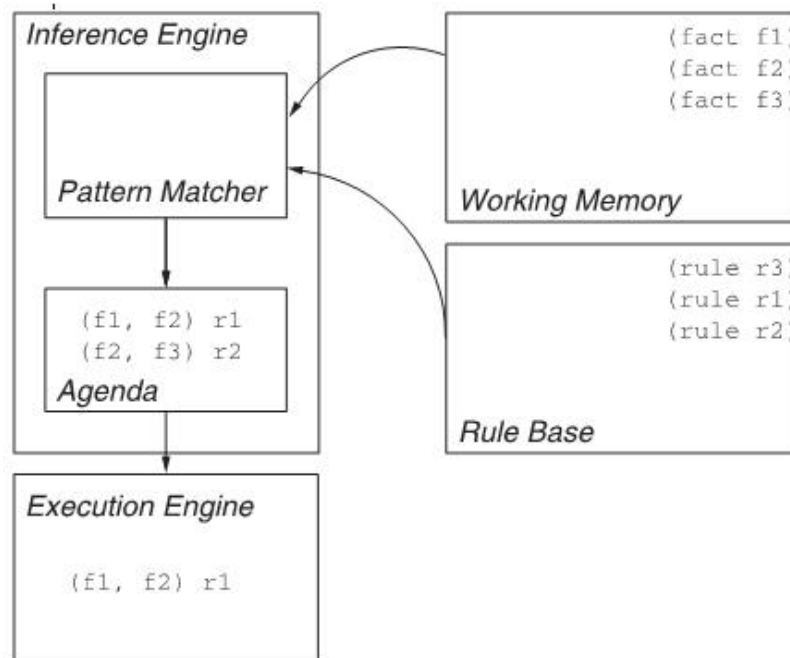 Inference Engine
Pattern Matcher
(f1, f2) r1
(f2, f3) r2
Agenda
Execution Engine
(f1, f2) r1
(fact f1)
(fact f2)
(fact f3)
Working Memory
(rule r3)
(rule r1)
(rule r2)
Rule Base